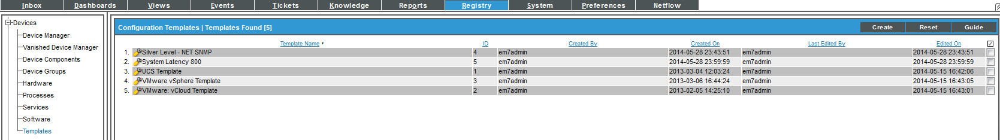 Inbox Dashboards Views Events Tickets Knowledge Reports Registry System Preferences Netflow
Devices
Device Manager
Vanished Device Manager
Device Components
Device Groups
Hardware
Processes
Services
Software
Templates
Configuration Templates | Templates Found [5] Create Reset Guide
Template Name ID Created By Created On Last Edited By Edited On
1. Silver Level - NET SNMP 4 em7admin 2014-05-28 23:43:51 em7admin 2014-05-28 23:43:51
2. System Latency 800 5 em7admin 2014-05-28 23:59:59 em7admin 2014-05-28 23:59:59
3. UCS Template 1 em7admin 2013-03-04 12:03:24 em7admin 2014-05-15 16:42:06
4. VMware vSphere Template 3 em7admin 2013-03-06 16:44:24 em7admin 2014-05-15 16:43:05
5. VMware: vCloud Template 2 em7admin 2013-02-05 14:25:10 em7admin 2014-05-15 16:43:01